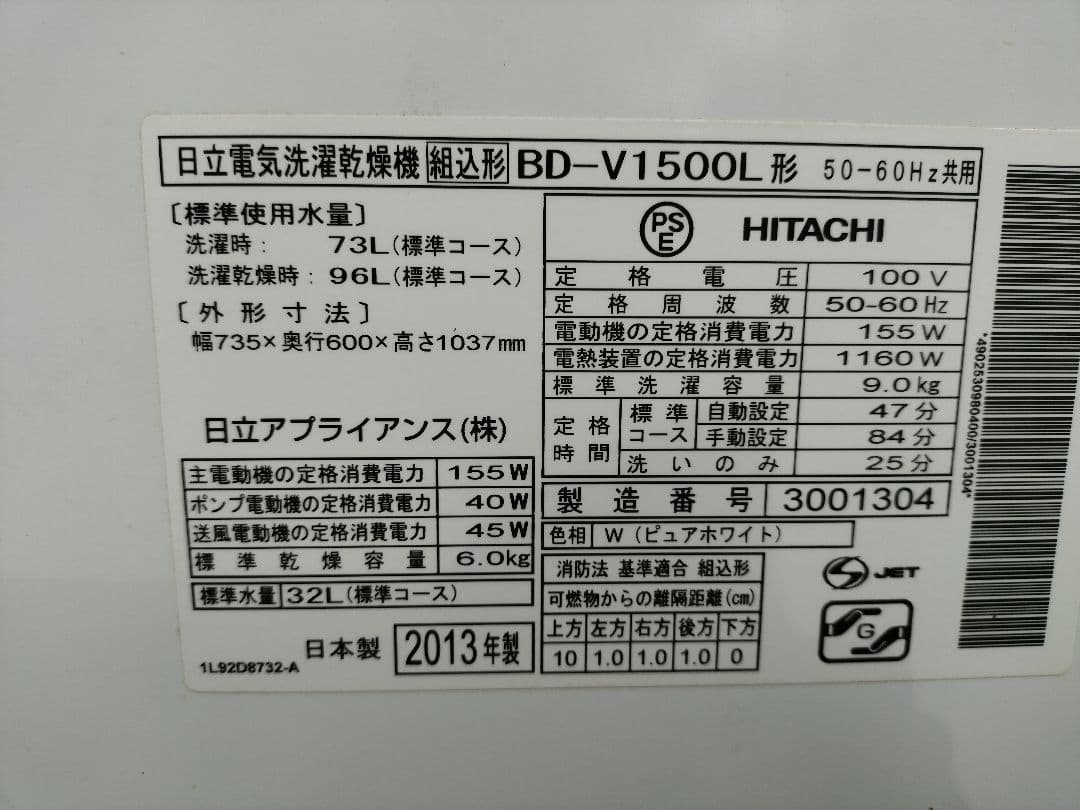 日立電気洗濯乾燥機 組込形 BD-V1500L形 50-60Hz共用
〔標準使用水量〕
洗濯時: 73L(標準コース)
洗濯乾燥時: 96L(標準コース)
〔外形寸法〕
幅735×奥行600×高さ1037mm
日立アプライアンス(株)
主電動機の定格消費電力 155W
ポンプ電動機の定格消費電力 40W
送風電動機の定格消費電力 45W
標準乾燥容量 6.0kg
標準水量 32L(標準コース)
1L92D8732-A 日本製 2013年製
PSE HITACHI
定格電圧 100V
定格周波数 50-60Hz
電動機の定格消費電力 155W
電熱装置の定格消費電力 1160W
標準洗濯容量 9.0kg
定格時間 標準コース 自動設定 47分
手動設定 84分
洗いのみ 25分
製造番号 3001304
色相 W(ピュアホワイト)
消防法 基準適合 組込形
可燃物からの離隔距離(cm)
上方 左方 右方 後方 下方
10 1.0 1.0 1.0 0
S JET
G
*4902530980400/3001304*